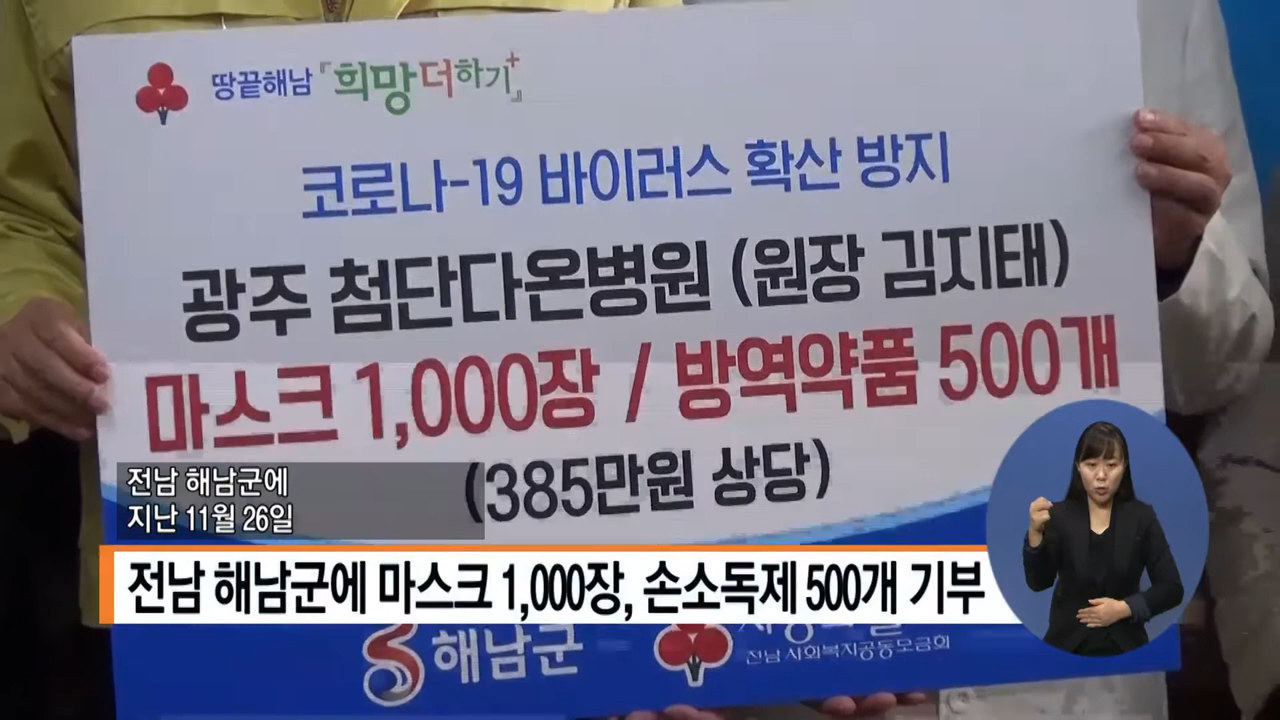 땅끝해남 『희망더하기+』
코로나-19 바이러스 확산 방지
광주 첨단다온병원 (원장 김지태)
마스크 1,000장 / 방역약품 500개
(385만원 상당)
전남 해남군에
지난 11월 26일
전남 해남군에 마스크 1,000장, 손소독제 500개 기부
해남군
전남 사회복지공동모금회